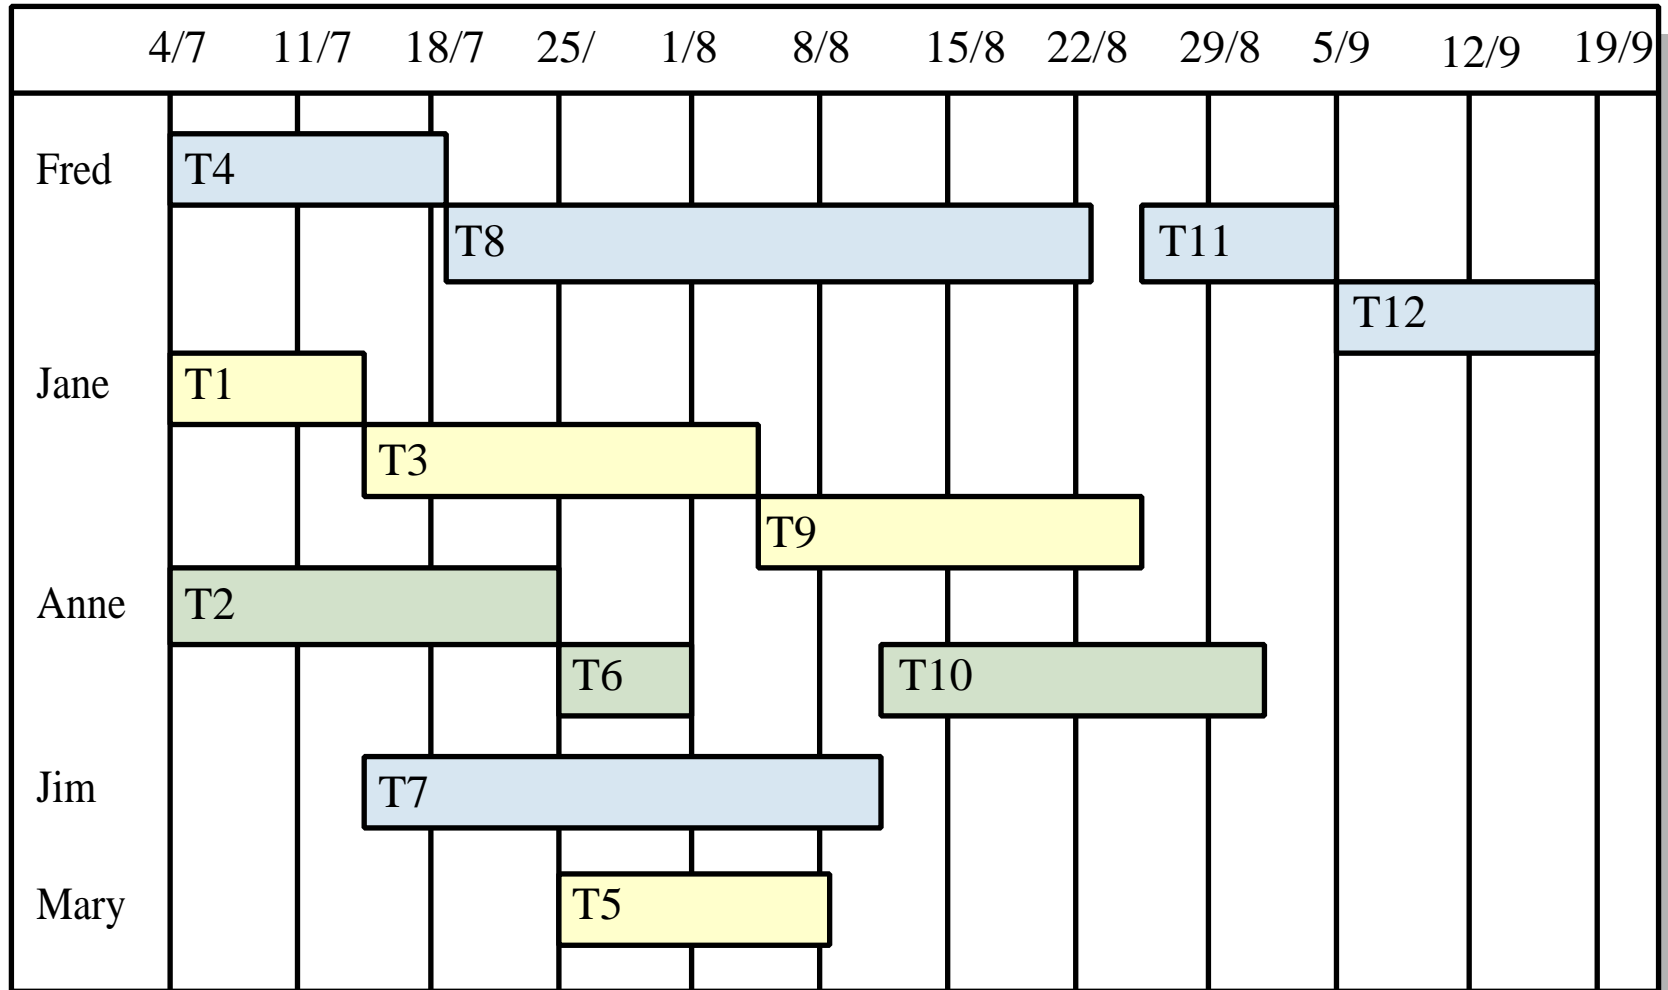 4/7 11/7 18/7 25/ 1/8 8/8 15/8 22/8 29/8 5/9 12/9 19/9
Fred T4
T8 T11
T12
Jane T1
T3
T9
Anne T2
T6 T10
Jim T7
Mary T5